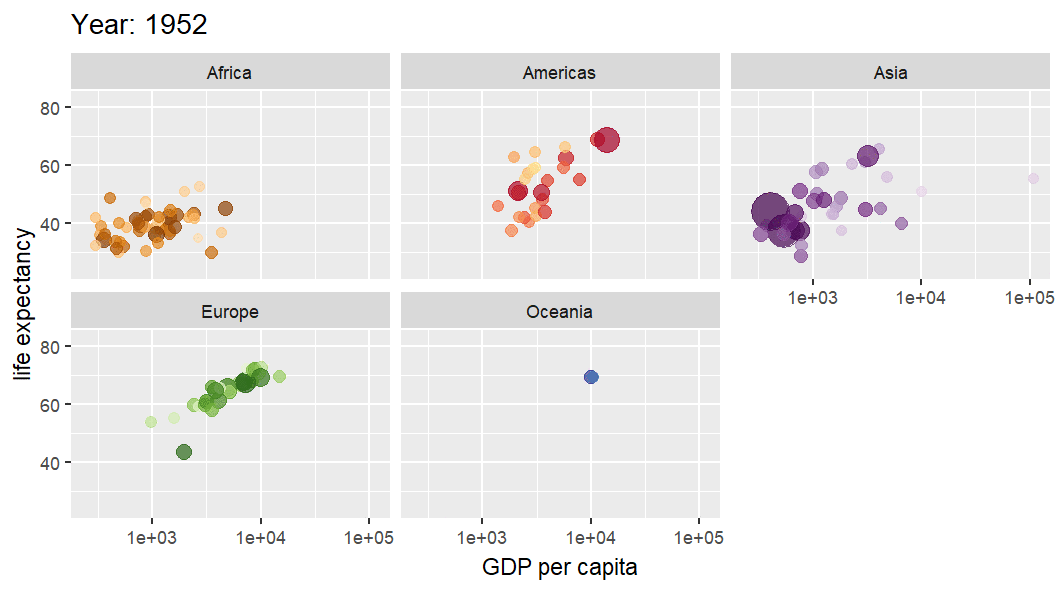 Year: 1952
Africa
Americas
Asia
80
60
40
1e+03 1e+04 1e+05
Europe
Oceania
80
60
40
1e+03 1e+04 1e+05
1e+03 1e+04 1e+05
life expectancy
GDP per capita